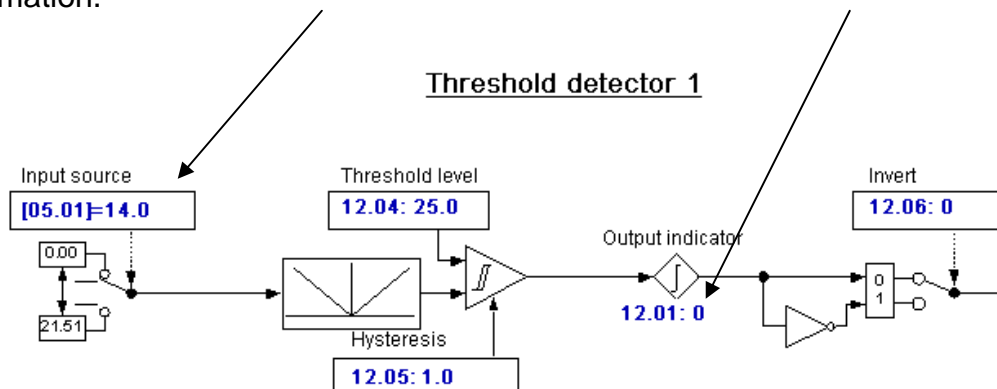 mation.
Threshold detector 1
Input source
[05.01]=14.0
Threshold level
12.04: 25.0
Invert
12.06: 0
Output indicator
0.00
21.51
12.01: 0
0
1
Hysteresis
12.05: 1.0